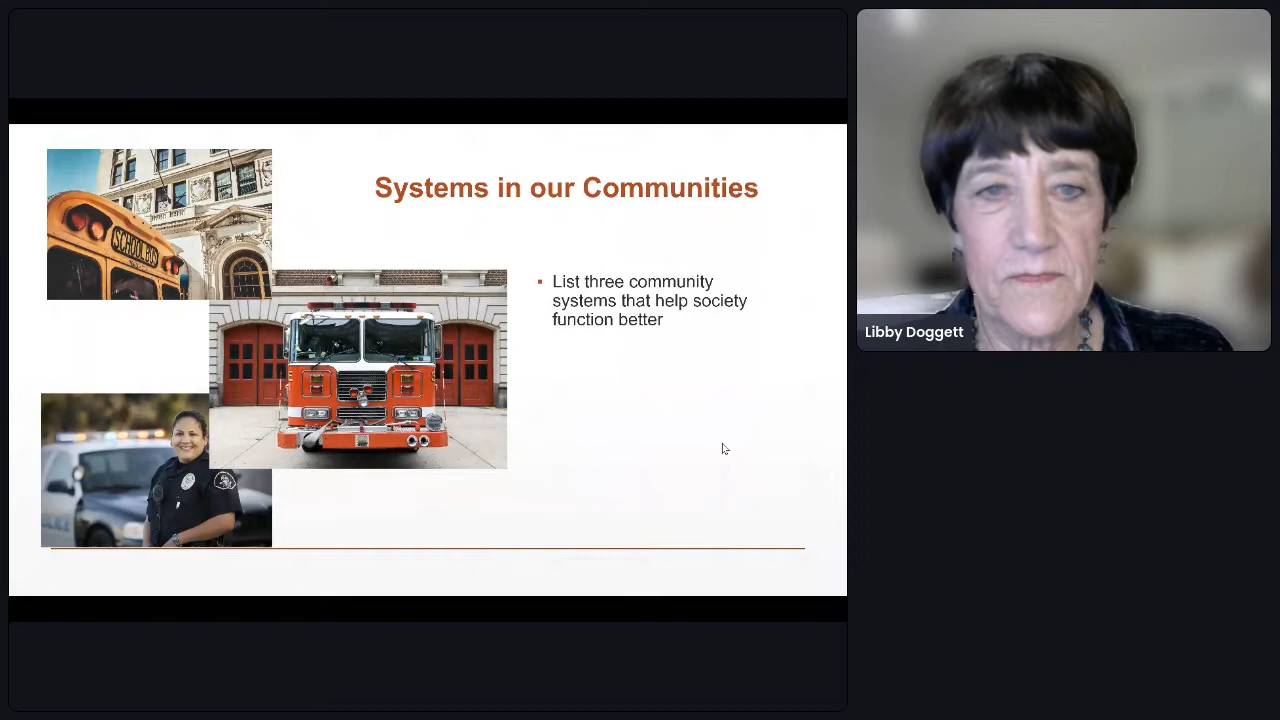 Systems in our Communities
SCHOOL BUS
List three community
systems that help society
function better
Libby Doggett